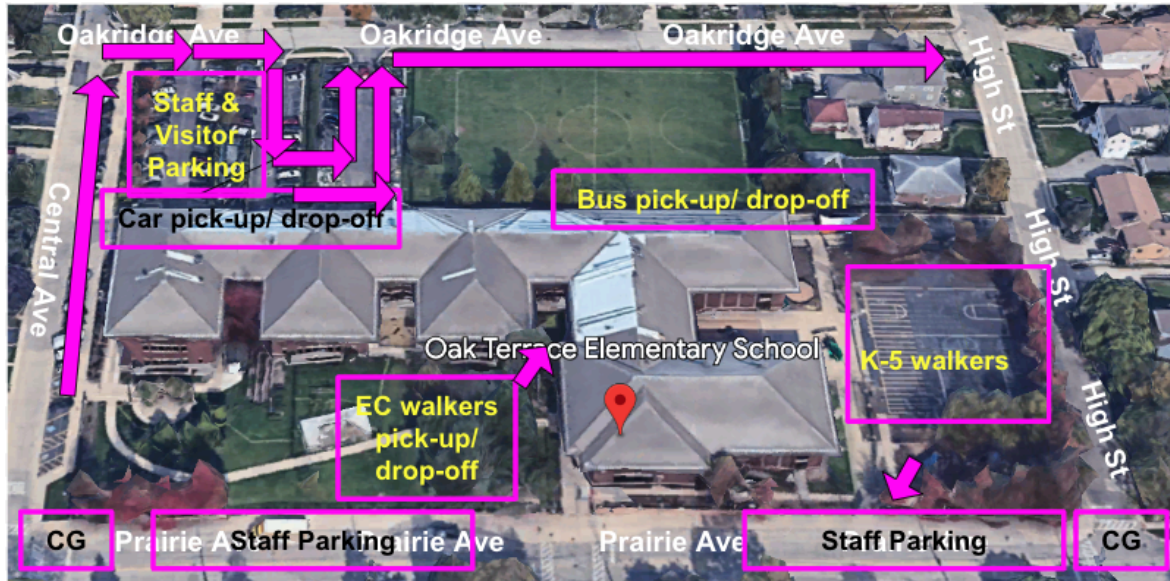 Oakridge Ave Oakridge Ave Oakridge Ave
High St
Staff &
Visitor
Parking
Central Ave
Car pick-up/ drop-off
Bus pick-up/ drop-off
High St
Oak Terrace Elementary School
K-5 walkers
EC walkers
pick-up/
drop-off
High St
CG
Prairie Ave
Staff Parking
Prairie Ave
Prairie Ave
Staff Parking
CG